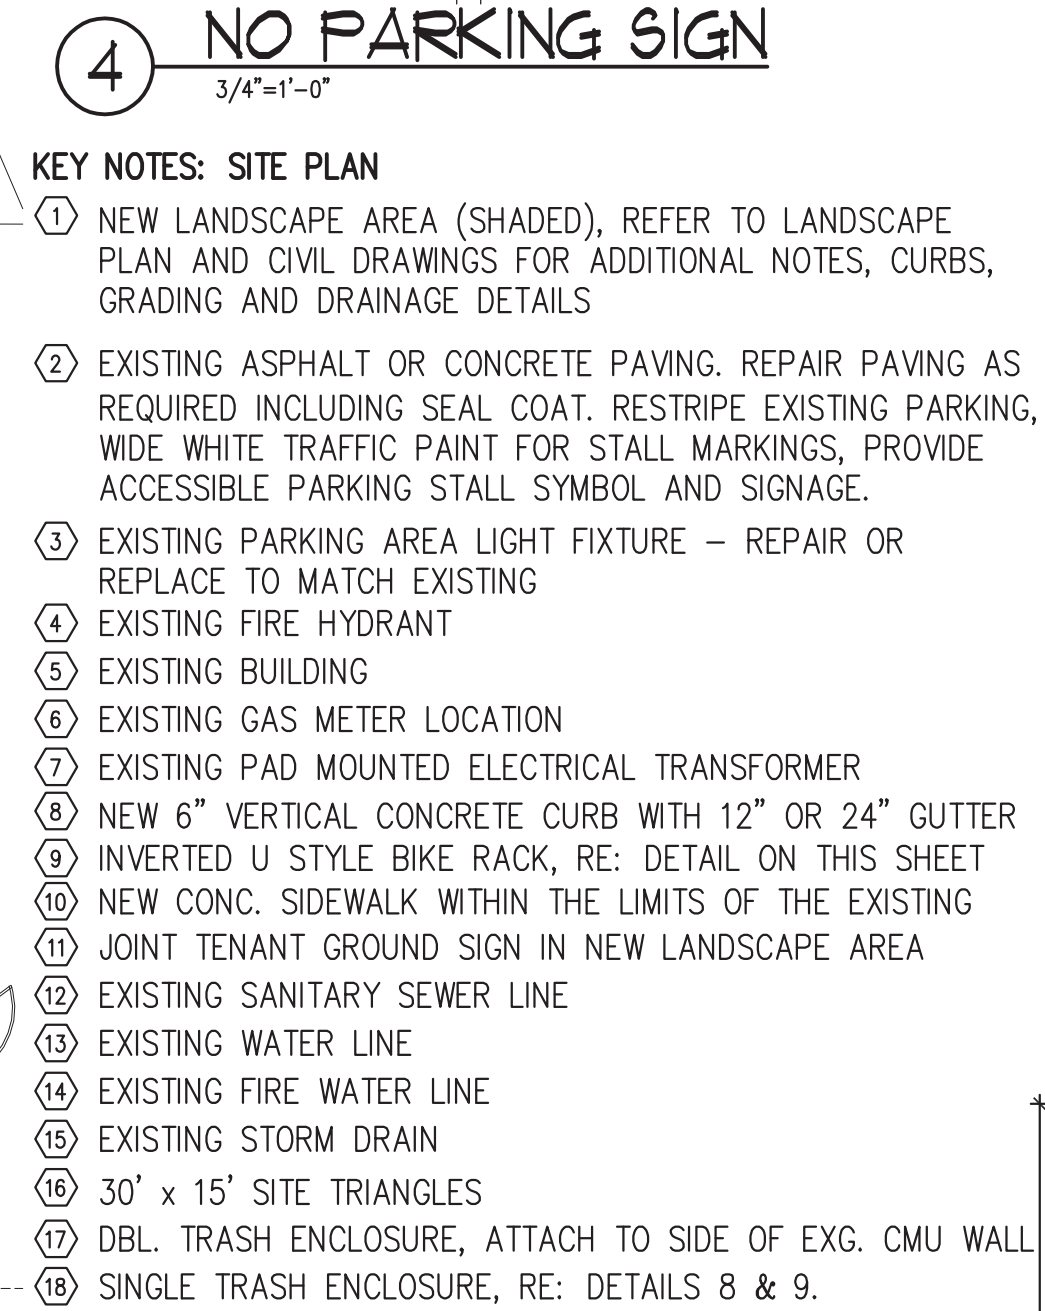 4 NO PARKING SIGN
3/4"=1'-0"
KEY NOTES: SITE PLAN
1 NEW LANDSCAPE AREA (SHADED), REFER TO LANDSCAPE
PLAN AND CIVIL DRAWINGS FOR ADDITIONAL NOTES, CURBS,
GRADING AND DRAINAGE DETAILS
2 EXISTING ASPHALT OR CONCRETE PAVING. REPAIR PAVING AS
REQUIRED INCLUDING SEAL COAT. RESTRIPE EXISTING PARKING,
WIDE WHITE TRAFFIC PAINT FOR STALL MARKINGS, PROVIDE
ACCESSIBLE PARKING STALL SYMBOL AND SIGNAGE.
3 EXISTING PARKING AREA LIGHT FIXTURE – REPAIR OR
REPLACE TO MATCH EXISTING
4 EXISTING FIRE HYDRANT
5 EXISTING BUILDING
6 EXISTING GAS METER LOCATION
7 EXISTING PAD MOUNTED ELECTRICAL TRANSFORMER
8 NEW 6" VERTICAL CONCRETE CURB WITH 12" OR 24" GUTTER
9 INVERTED U STYLE BIKE RACK, RE: DETAIL ON THIS SHEET
10 NEW CONC. SIDEWALK WITHIN THE LIMITS OF THE EXISTING
11 JOINT TENANT GROUND SIGN IN NEW LANDSCAPE AREA
12 EXISTING SANITARY SEWER LINE
13 EXISTING WATER LINE
14 EXISTING FIRE WATER LINE
15 EXISTING STORM DRAIN
16 30' x 15' SITE TRIANGLES
17 DBL. TRASH ENCLOSURE, ATTACH TO SIDE OF EXG. CMU WALL
18 SINGLE TRASH ENCLOSURE, RE: DETAILS 8 & 9.